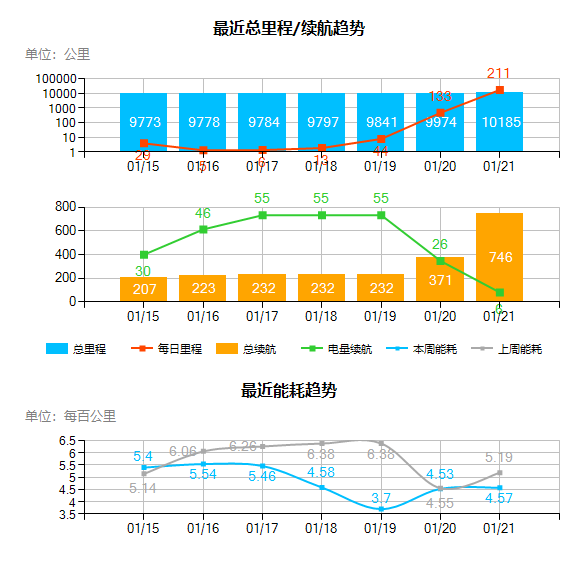 最近总里程/续航趋势
单位：公里
100000
10000
1000
100
10
1
9773 9778 9784 9797 9841 9974 10185
29 5 6 13 44 133 211
01/15 01/16 01/17 01/18 01/19 01/20 01/21
800
600
400
200
0
30 46 55 55 55 26 6
207 223 232 232 232 371 746
01/15 01/16 01/17 01/18 01/19 01/20 01/21
总里程 每日里程 总续航 电量续航 本周能耗 上周能耗
最近能耗趋势
单位：每百公里
6.5
6
5.5
5
4.5
4
3.5
5.4 5.54 5.46 4.58 3.7 4.53 4.57
5.14 6.06 6.26 6.38 6.38 4.55 5.19
01/15 01/16 01/17 01/18 01/19 01/20 01/21